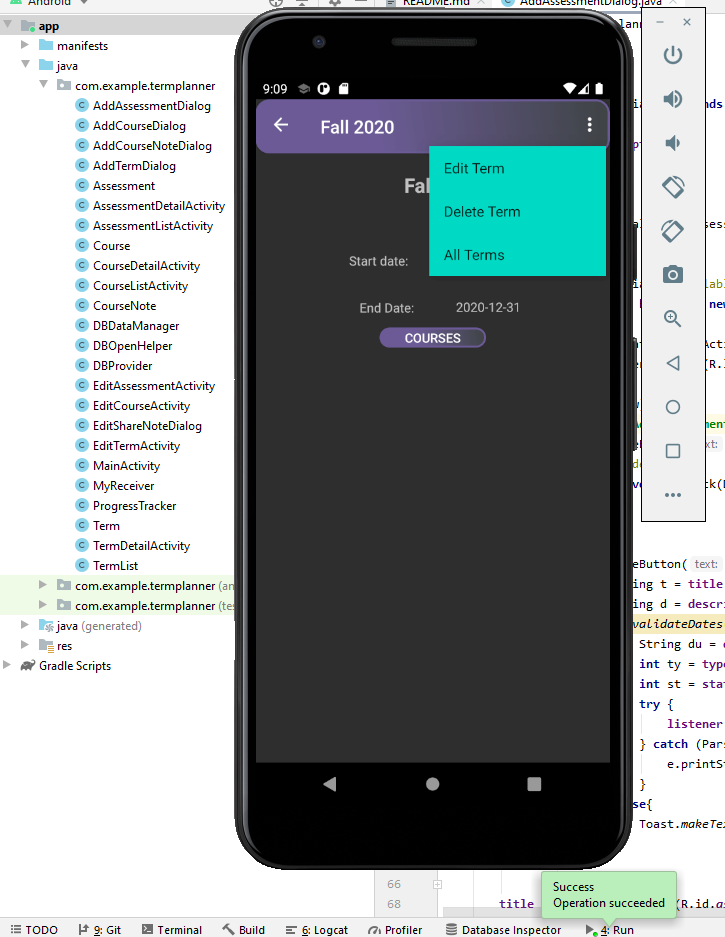 Android
README.md
AddAssessmentDialog.java
app
manifests
java
com.example.termplanner
AddAssessmentDialog
AddCourseDialog
AddCourseNoteDialog
AddTermDialog
Assessment
AssessmentDetailActivity
AssessmentListActivity
Course
CourseDetailActivity
CourseListActivity
CourseNote
DBDataManager
DBOpenHelper
DBProvider
EditAssessmentActivity
EditCourseActivity
EditShareNoteDialog
EditTermActivity
MainActivity
MyReceiver
ProgressTracker
Term
TermDetailActivity
TermList
com.example.termplanner (an
com.example.termplanner (tes
java (generated)
res
Gradle Scripts
9:09
Fall 2020
Edit Term
Delete Term
All Terms
Fal
Start date:
End Date:
2020-12-31
COURSES
eButton( text:
ing t = title
ing d = descri
validateDates
String du =
int ty = type
int st = stat
try {
listener
} catch (Pars
e.printSt
}
se{
Toast.makeTe
66
68
title
(R.id.as
Success
Operation succeeded
TODO
9: Git
Terminal
Build
6: Logcat
Profiler
Database Inspector
4: Run